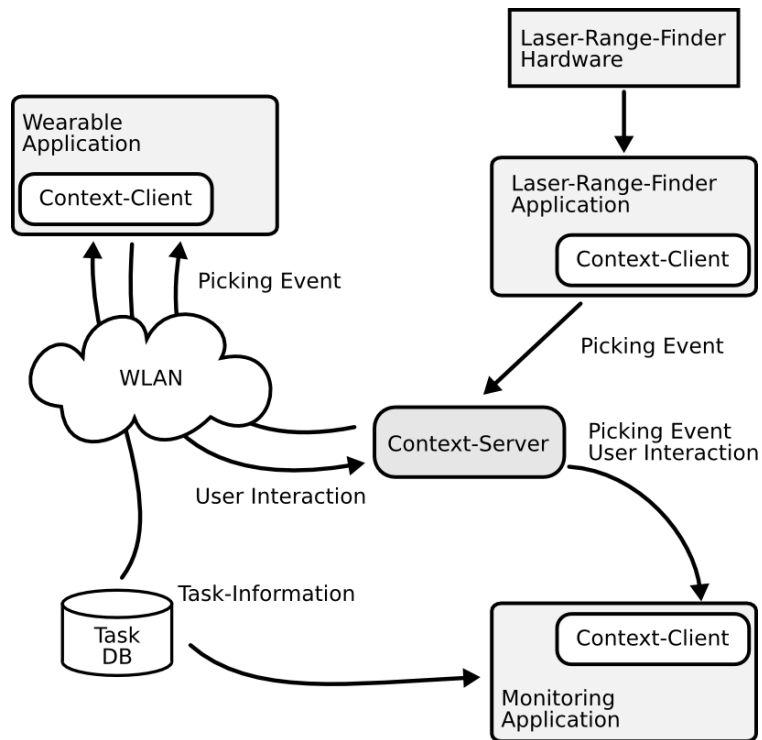 Laser-Range-Finder
Hardware
Wearable
Application
Context-Client
Laser-Range-Finder
Application
Context-Client
Picking Event
Picking Event
WLAN
Context-Server
Picking Event
User Interaction
User Interaction
Task-Information
Task
DB
Context-Client
Monitoring
Application